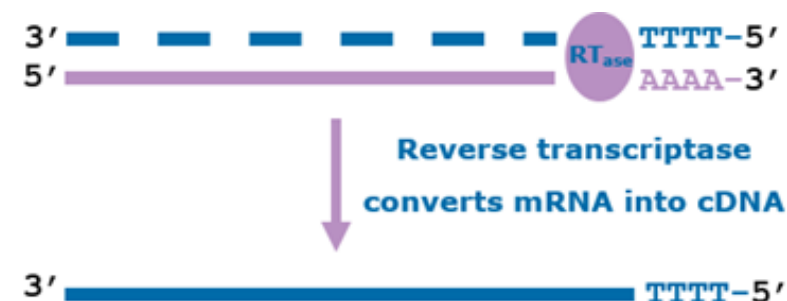 3′ TTTT-5′
RTase
5′ AAAA-3′
Reverse transcriptase
converts mRNA into cDNA
3′ TTTT-5′